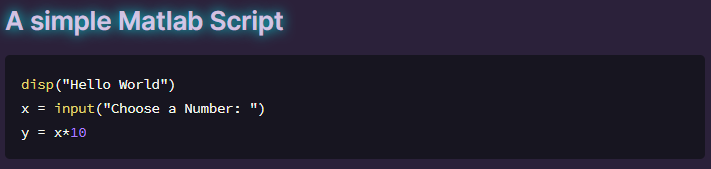 A simple Matlab Script
disp("Hello World")
x = input("Choose a Number: ")
y = x*10